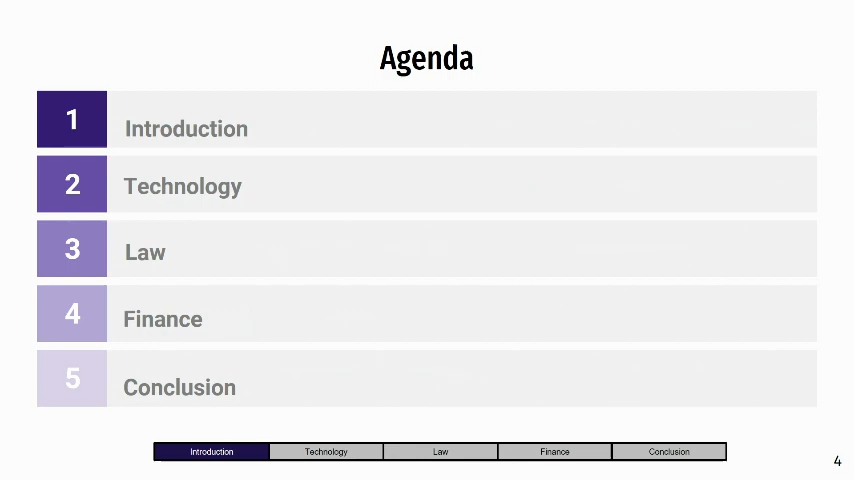 Agenda
1 Introduction
2 Technology
3 Law
4 Finance
5 Conclusion
Introduction Technology Law Finance Conclusion
4